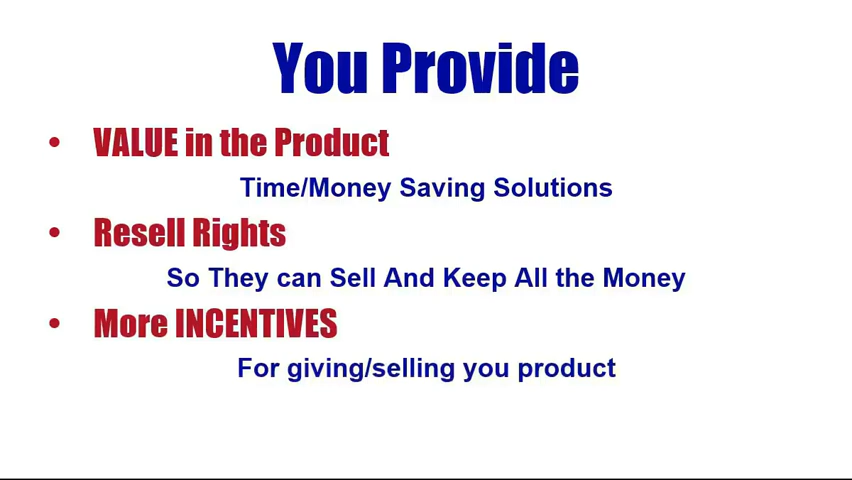 You Provide
• VALUE in the Product
Time/Money Saving Solutions
• Resell Rights
So They can Sell And Keep All the Money
• More INCENTIVES
For giving/selling you product